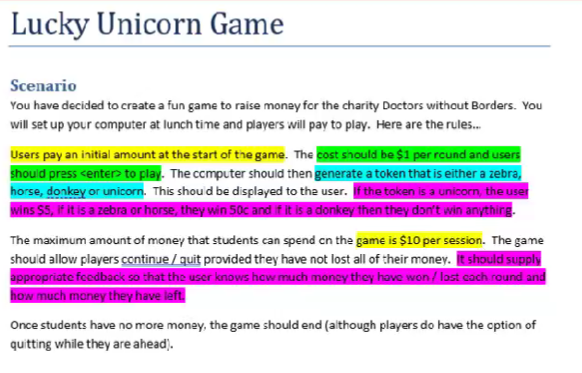 Lucky Unicorn Game
Scenario
You have decided to create a fun game to raise money for the charity Doctors without Borders. You
will set up your computer at lunch time and players will pay to play. Here are the rules...
Users pay an initial amount at the start of the game. The cost should be $1 per round and users
should press <enter> to play. The computer should then generate a token that is either a zebra,
horse, donkey or unicorn. This should be displayed to the user. If the token is a unicorn, the user
wins $5, if it is a zebra or horse, they win 50c and if it is a donkey then they don't win anything.
The maximum amount of money that students can spend on the game is $10 per session. The game
should allow players continue / quit provided they have not lost all of their money. It should supply
appropriate feedback so that the user knows how much money they have won / lost each round and
how much money they have left.
Once students have no more money, the game should end (although players do have the option of
quitting while they are ahead).